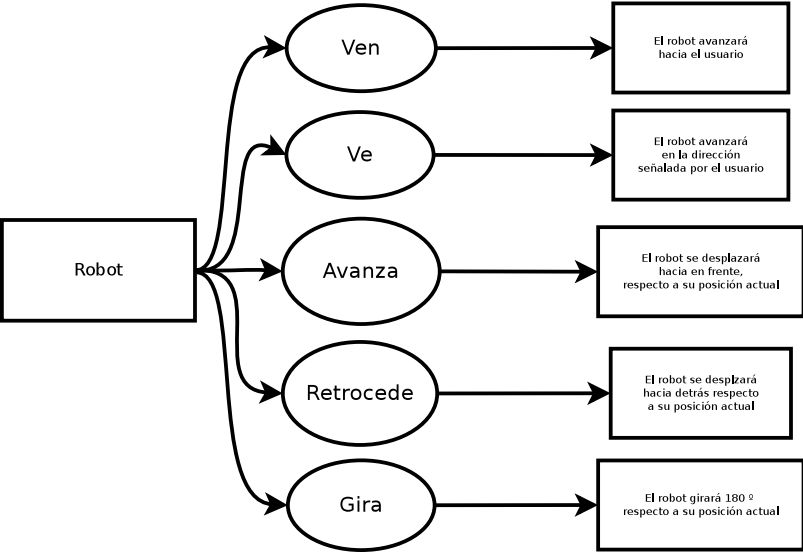 Robot
Ven
El robot avanzará
hacia el usuario
Ve
El robot avanzará
en la dirección
señalada por el usuario
Avanza
El robot se desplazará
hacia en frente,
respecto a su posición actual
Retrocede
El robot se desplzará
hacia detrás respecto
a su posición actual
Gira
El robot girará 180 º
respecto a su posición actual